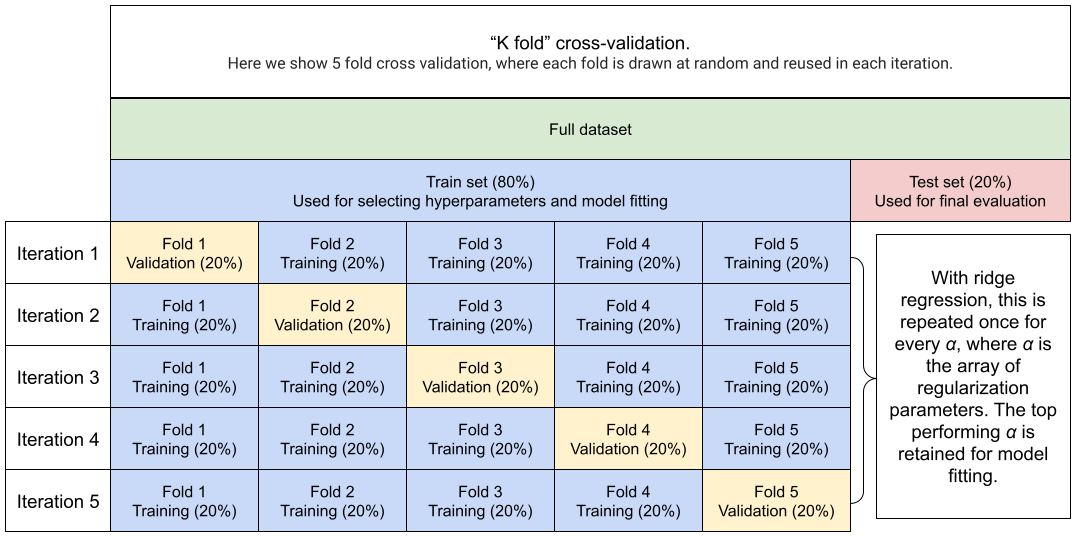 “K fold” cross-validation.
Here we show 5 fold cross validation, where each fold is drawn at random and reused in each iteration.
Full dataset
Train set (80%)
Used for selecting hyperparameters and model fitting
Test set (20%)
Used for final evaluation
Iteration 1
Fold 1
Validation (20%)
Fold 2
Training (20%)
Fold 3
Training (20%)
Fold 4
Training (20%)
Fold 5
Training (20%)
Iteration 2
Fold 1
Training (20%)
Fold 2
Validation (20%)
Fold 3
Training (20%)
Fold 4
Training (20%)
Fold 5
Training (20%)
Iteration 3
Fold 1
Training (20%)
Fold 2
Training (20%)
Fold 3
Validation (20%)
Fold 4
Training (20%)
Fold 5
Training (20%)
Iteration 4
Fold 1
Training (20%)
Fold 2
Training (20%)
Fold 3
Training (20%)
Fold 4
Validation (20%)
Fold 5
Training (20%)
Iteration 5
Fold 1
Training (20%)
Fold 2
Training (20%)
Fold 3
Training (20%)
Fold 4
Training (20%)
Fold 5
Validation (20%)
With ridge
regression, this is
repeated once for
every α, where α is
the array of
regularization
parameters. The top
performing α is
retained for model
fitting.